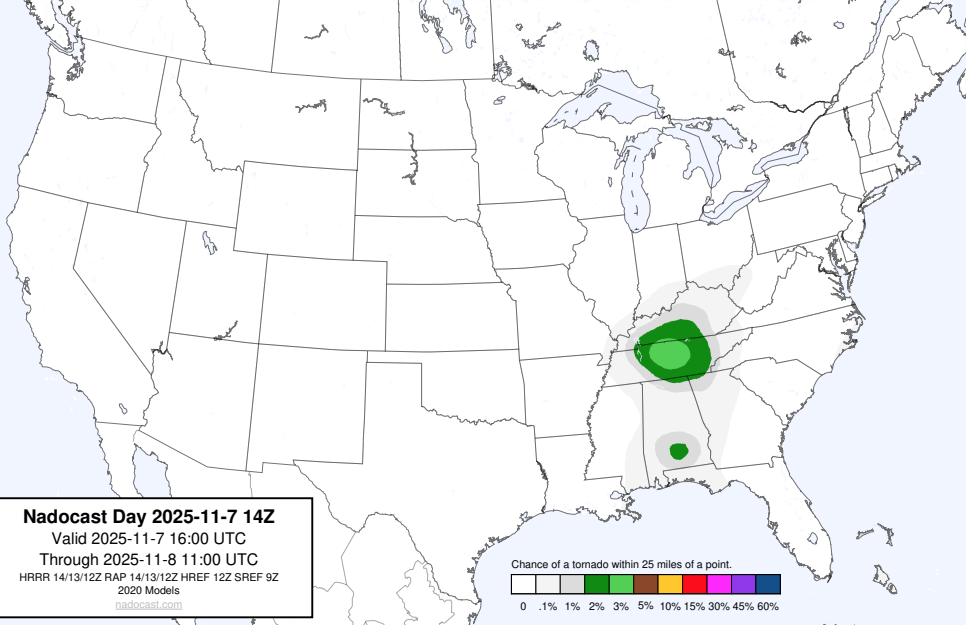 Nadocast Day 2025-11-7 14Z
Valid 2025-11-7 16:00 UTC
Through 2025-11-8 11:00 UTC
HRRR 14/13/12Z RAP 14/13/12Z HREF 12Z SREF 9Z
2020 Models
nadocast.com
Chance of a tornado within 25 miles of a point.
0 .1% 1% 2% 3% 5% 10% 15% 30% 45% 60%